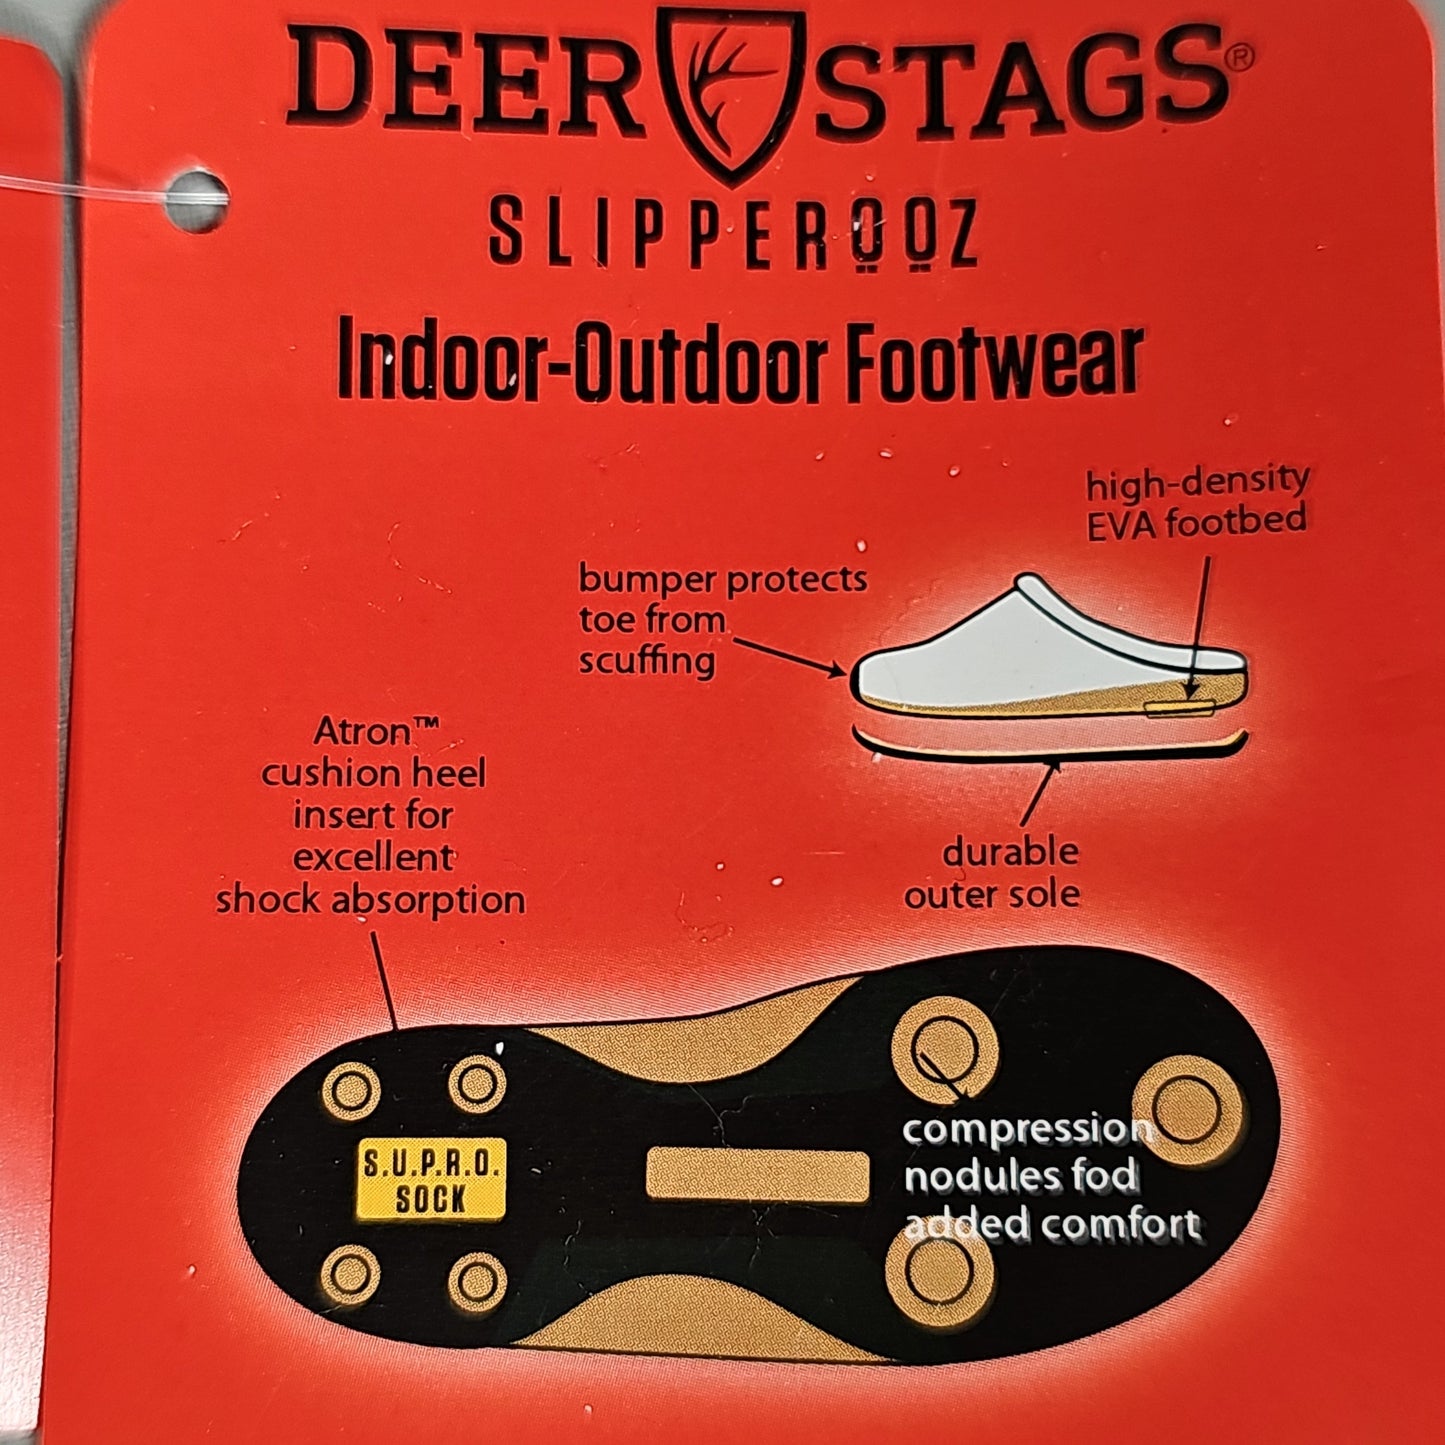 DEER STAGS®
SLIPPEROOZ
Indoor-Outdoor Footwear
high-density
EVA footbed
bumper protects
toe from
scuffing
Atron™
cushion heel
insert for
excellent
shock absorption
durable
outer sole
S.U.P.R.O.
SOCK
compression
nodules fod
added comfort